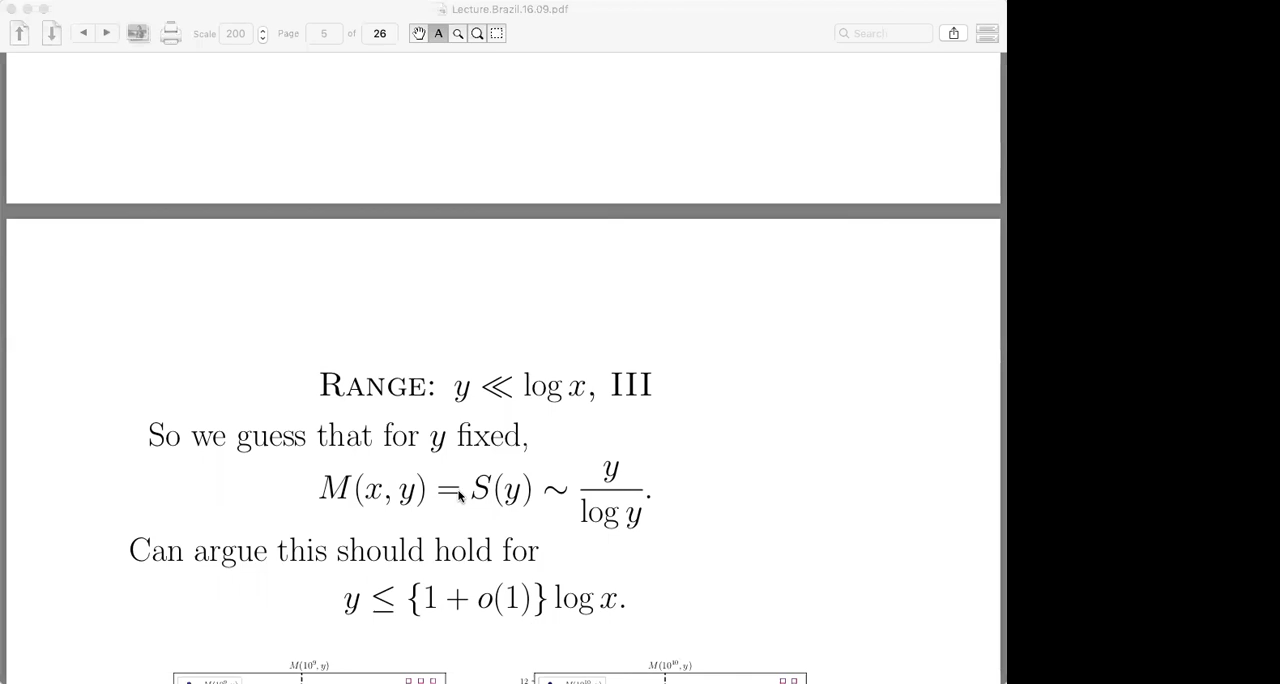 Lecture.Brazil.16.09.pdf
Scale 200 Page 5 of 26 A Search
RANGE: y ≪ log x, III
So we guess that for y fixed,
M(x, y) = S(y) ∼ y / log y.
Can argue this should hold for
y ≤ {1 + o(1)} log x.
M(10⁹, y) M(10¹⁰, y)
12